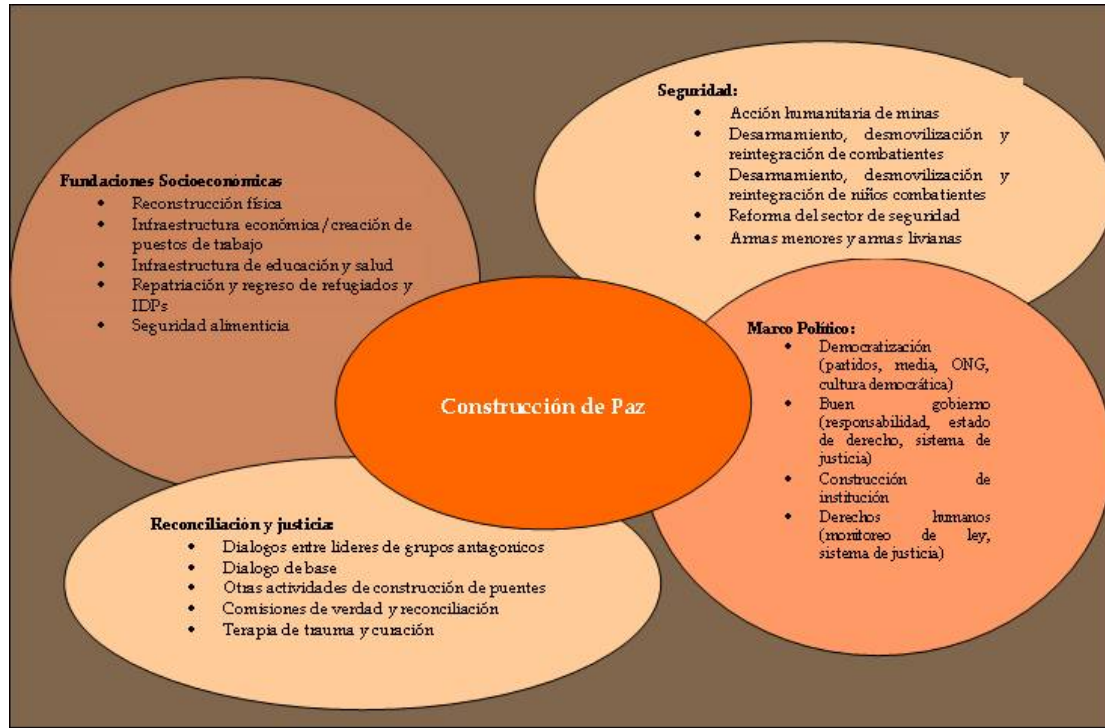 Seguridad:
• Acción humanitaria de minas
• Desarmamiento, desmovilización y
reintegración de combatientes
• Desarmamiento, desmovilización y
reintegración de niños combatientes
• Reforma del sector de seguridad
• Armas menores y armas livianas
Fundaciones Socioeconómicas
• Reconstrucción física
• Infraestructura económica/creación de
puestos de trabajo
• Infraestructura de educación y salud
• Repatriación y regreso de refugiados y
IDPs
• Seguridad alimenticia
Marco Político:
• Democratización
(partidos, media, ONG,
cultura democrática)
• Buen gobierno
(responsabilidad, estado
de derecho, sistema de
justicia)
• Construcción de
institución
• Derechos humanos
(monitoreo de ley,
sistema de justicia)
Construcción de Paz
Reconciliación y justicia:
• Dialogos entre lideres de grupos antagonicos
• Dialogo de base
• Otras actividades de construcción de puentes
• Comisiones de verdad y reconciliación
• Terapia de trauma y curación